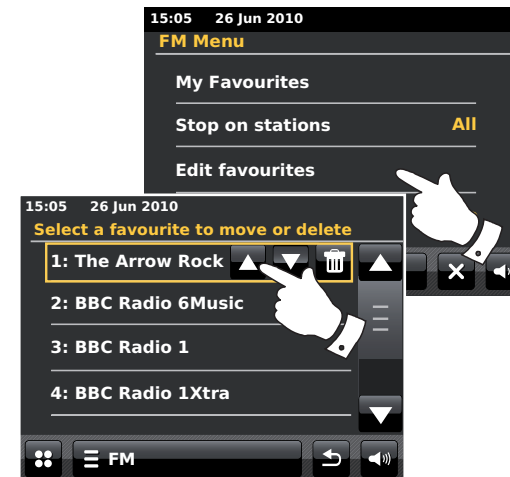 15:05 26 Jun 2010
FM Menu
My Favourites
Stop on stations All
Edit favourites
15:05 26 Jun 2010
Select a favourite to move or delete
1: The Arrow Rock
2: BBC Radio 6Music
3: BBC Radio 1
4: BBC Radio 1Xtra
FM